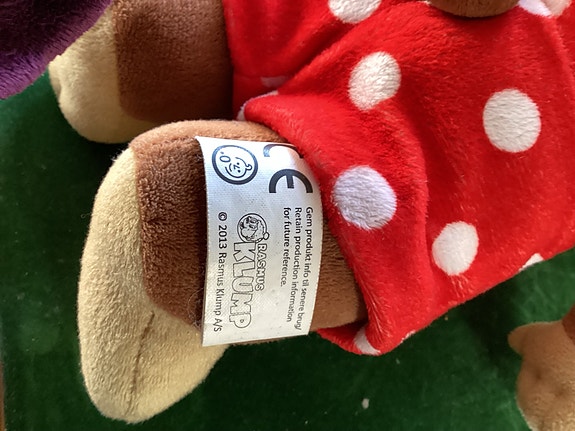 CE
Gem produkt info til senere brug/
Retain production information
for future reference.
RASMUS
KLUMP
© 2013 Rasmus Klump A/S